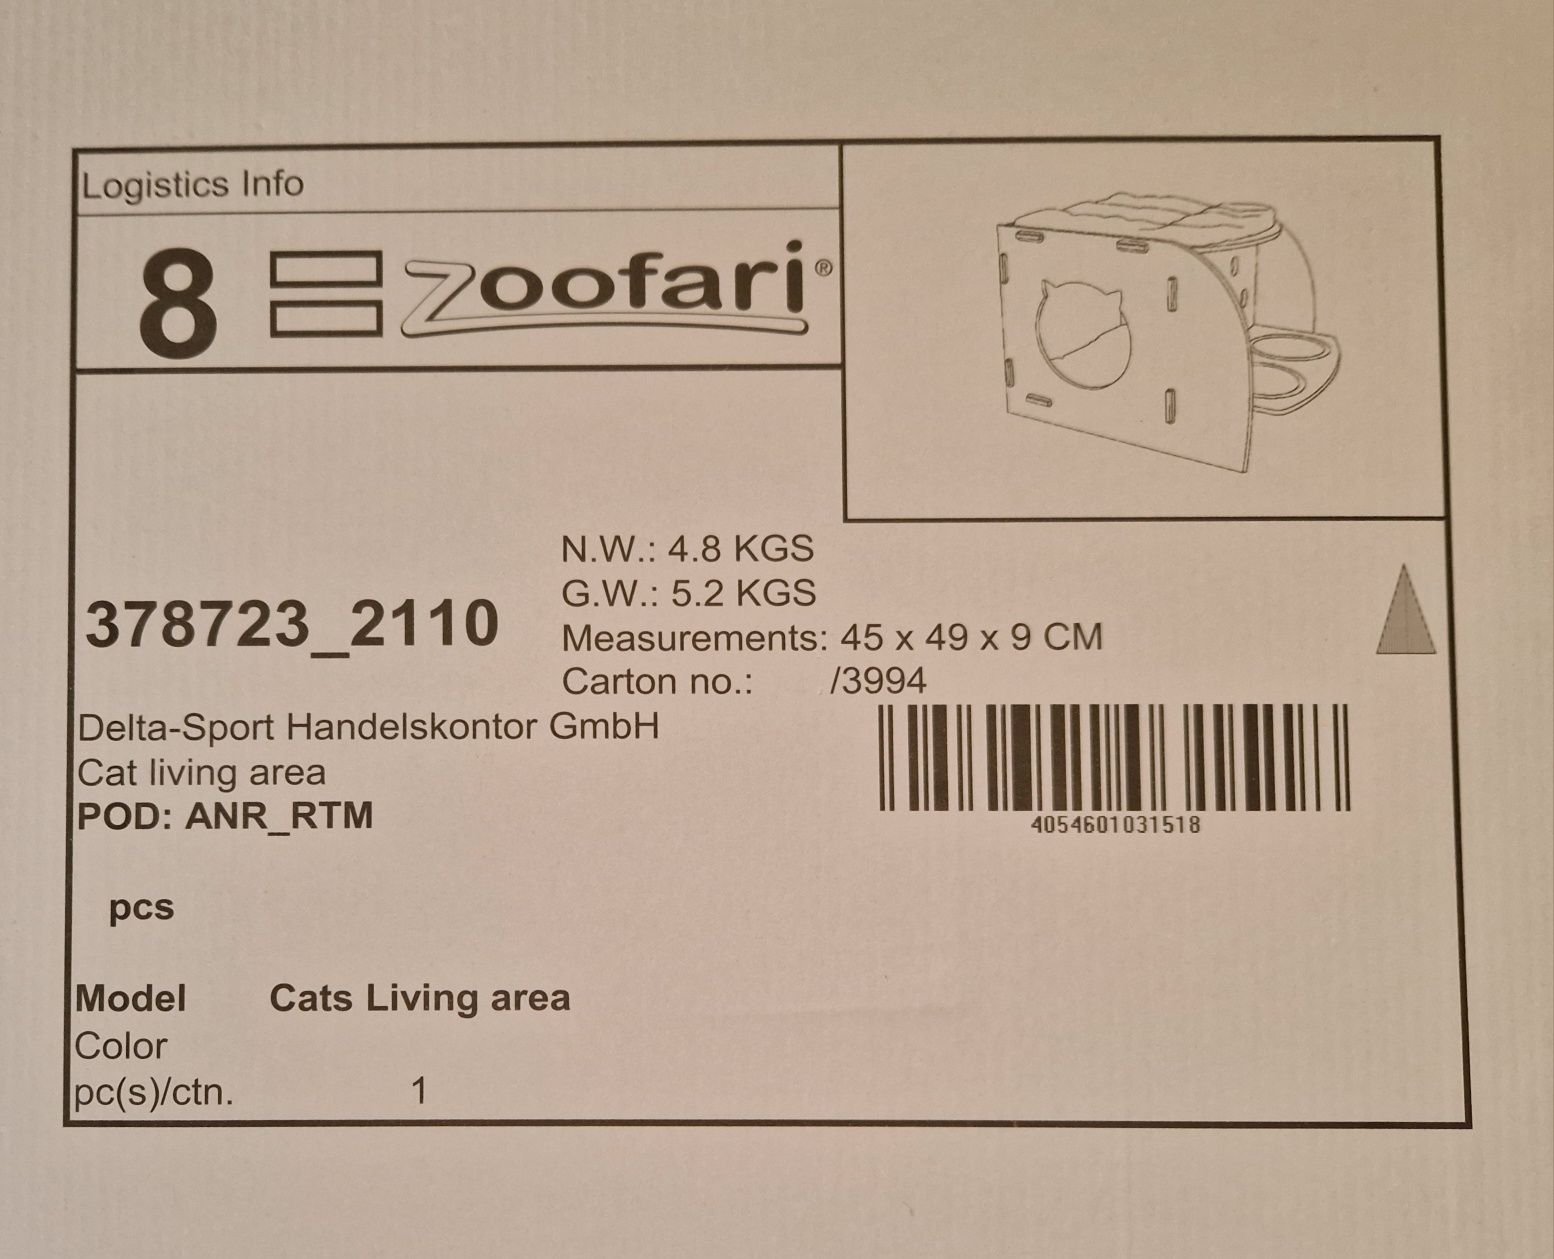 Logistics Info
8 zoofari®
N.W.: 4.8 KGS
G.W.: 5.2 KGS
378723_2110
Measurements: 45 x 49 x 9 CM
Carton no.: /3994
Delta-Sport Handelskontor GmbH
Cat living area
POD: ANR_RTM
4054601031518
pcs
Model Cats Living area
Color
pc(s)/ctn. 1